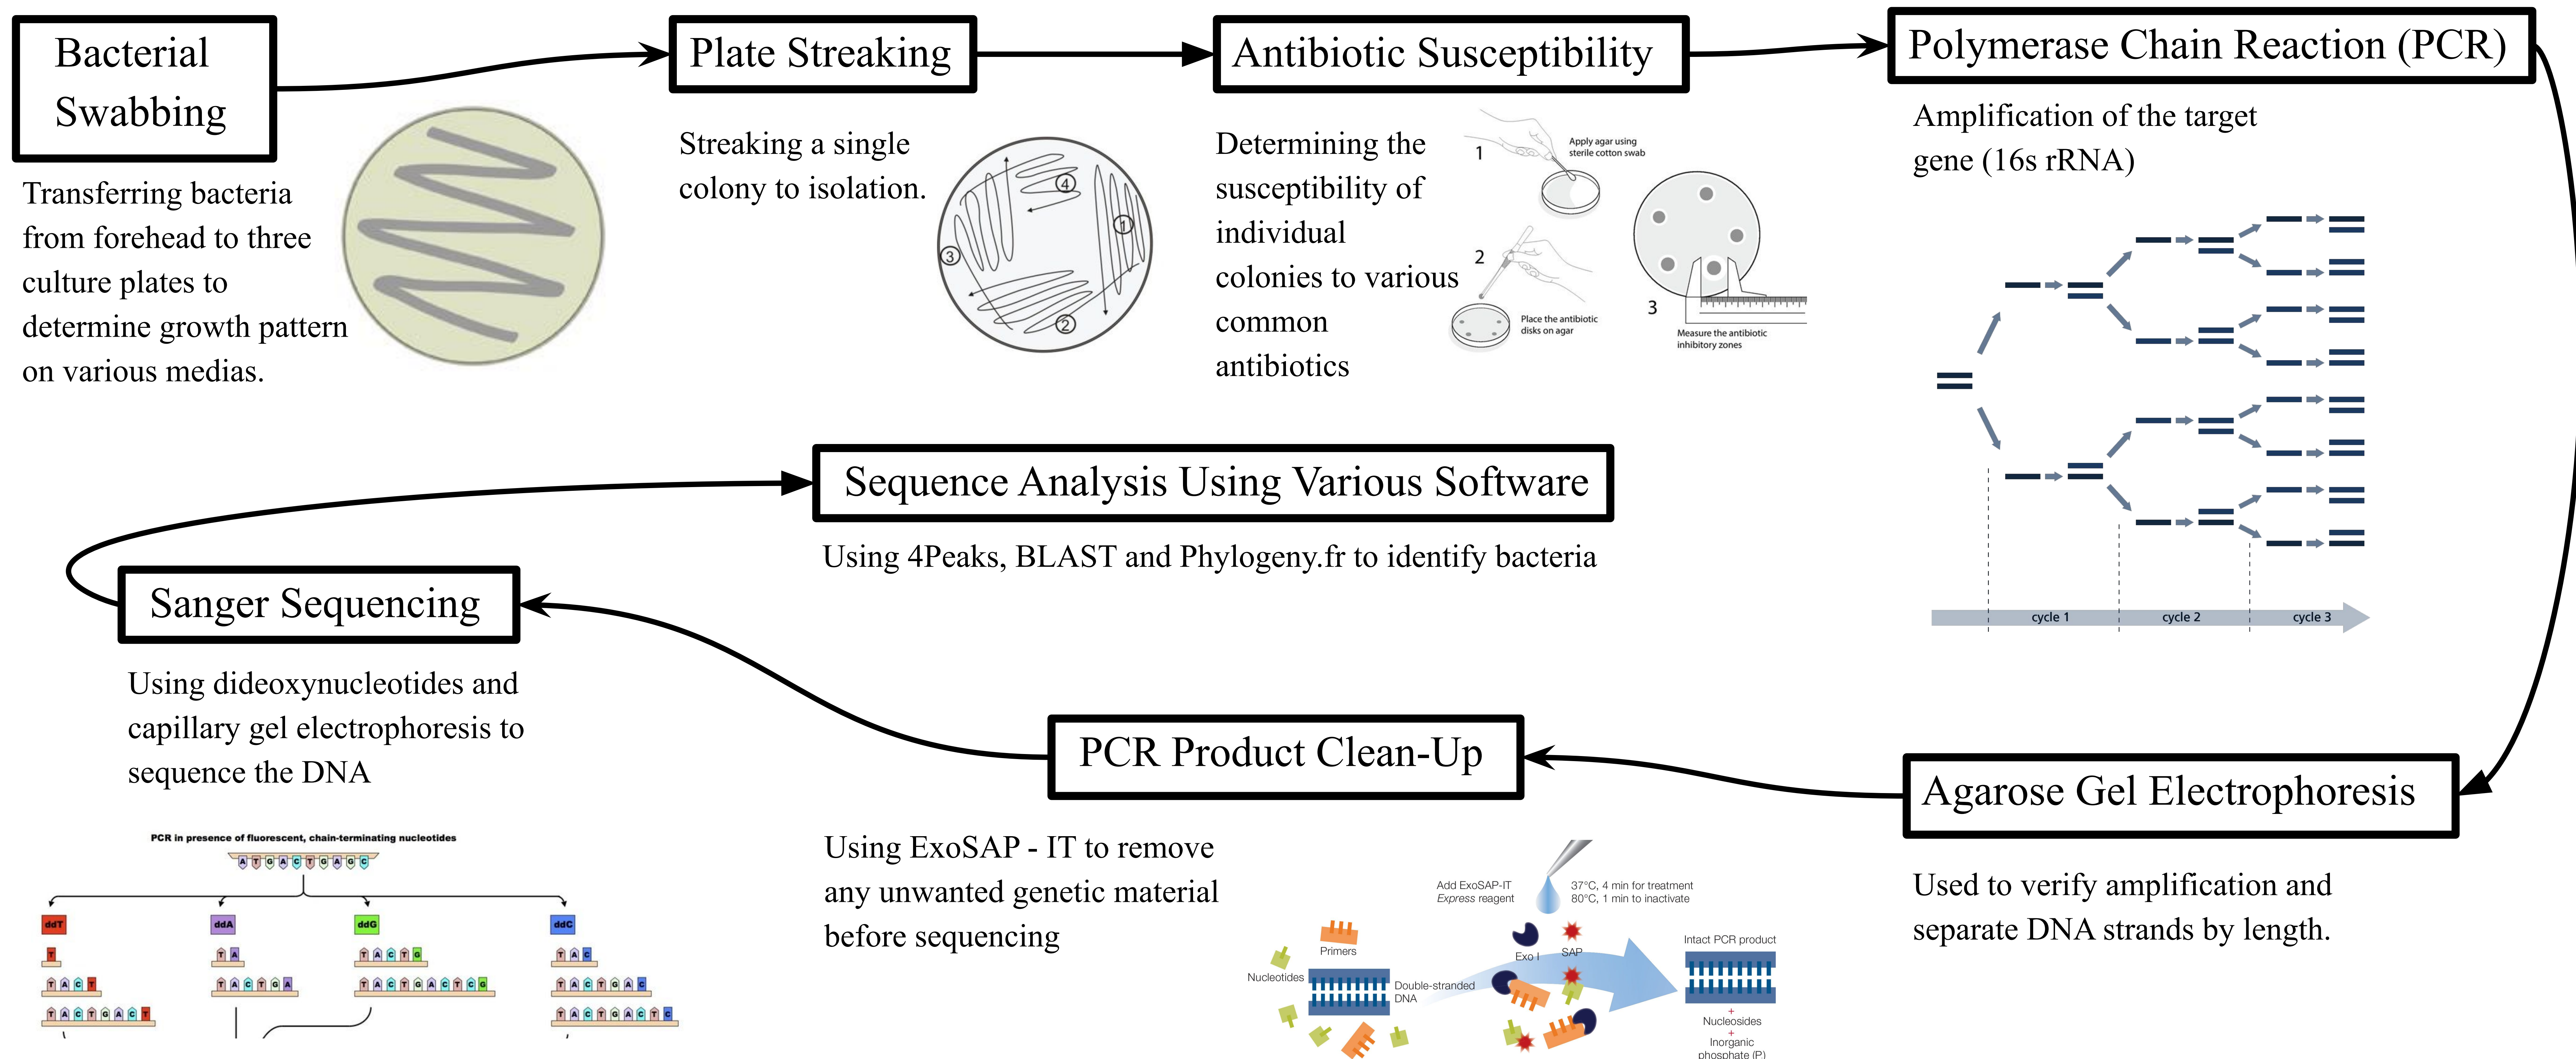 Bacterial
Swabbing
Transferring bacteria
from forehead to three
culture plates to
determine growth pattern
on various medias.
Plate Streaking
Streaking a single
colony to isolation.
1
2
3
4
Antibiotic Susceptibility
Determining the
susceptibility of
individual
colonies to various
common
antibiotics
1
Apply agar using
sterile cotton swab
2
Place the antibiotic
disks on agar
3
Measure the antibiotic
inhibitory zones
Polymerase Chain Reaction (PCR)
Amplification of the target
gene (16s rRNA)
cycle 1
cycle 2
cycle 3
Agarose Gel Electrophoresis
Used to verify amplification and
separate DNA strands by length.
PCR Product Clean-Up
Using ExoSAP - IT to remove
any unwanted genetic material
before sequencing
Add ExoSAP-IT
Express reagent
37°C, 4 min for treatment
80°C, 1 min to inactivate
Primers
Nucleotides
Double-stranded
DNA
Exo I
SAP
Intact PCR product
+
Nucleosides
+
Inorganic
phosphate (P)
Sanger Sequencing
Using dideoxynucleotides and
capillary gel electrophoresis to
sequence the DNA
PCR in presence of fluorescent, chain-terminating nucleotides
A T G A C T G A G C
ddT
T
T A C T
T A C T G A C T
ddA
T A
T A C T G A
ddG
T A C T G
T A C T G A C T C G
ddC
T A C
T A C T G A C
T A C T G A C T C
Sequence Analysis Using Various Software
Using 4Peaks, BLAST and Phylogeny.fr to identify bacteria